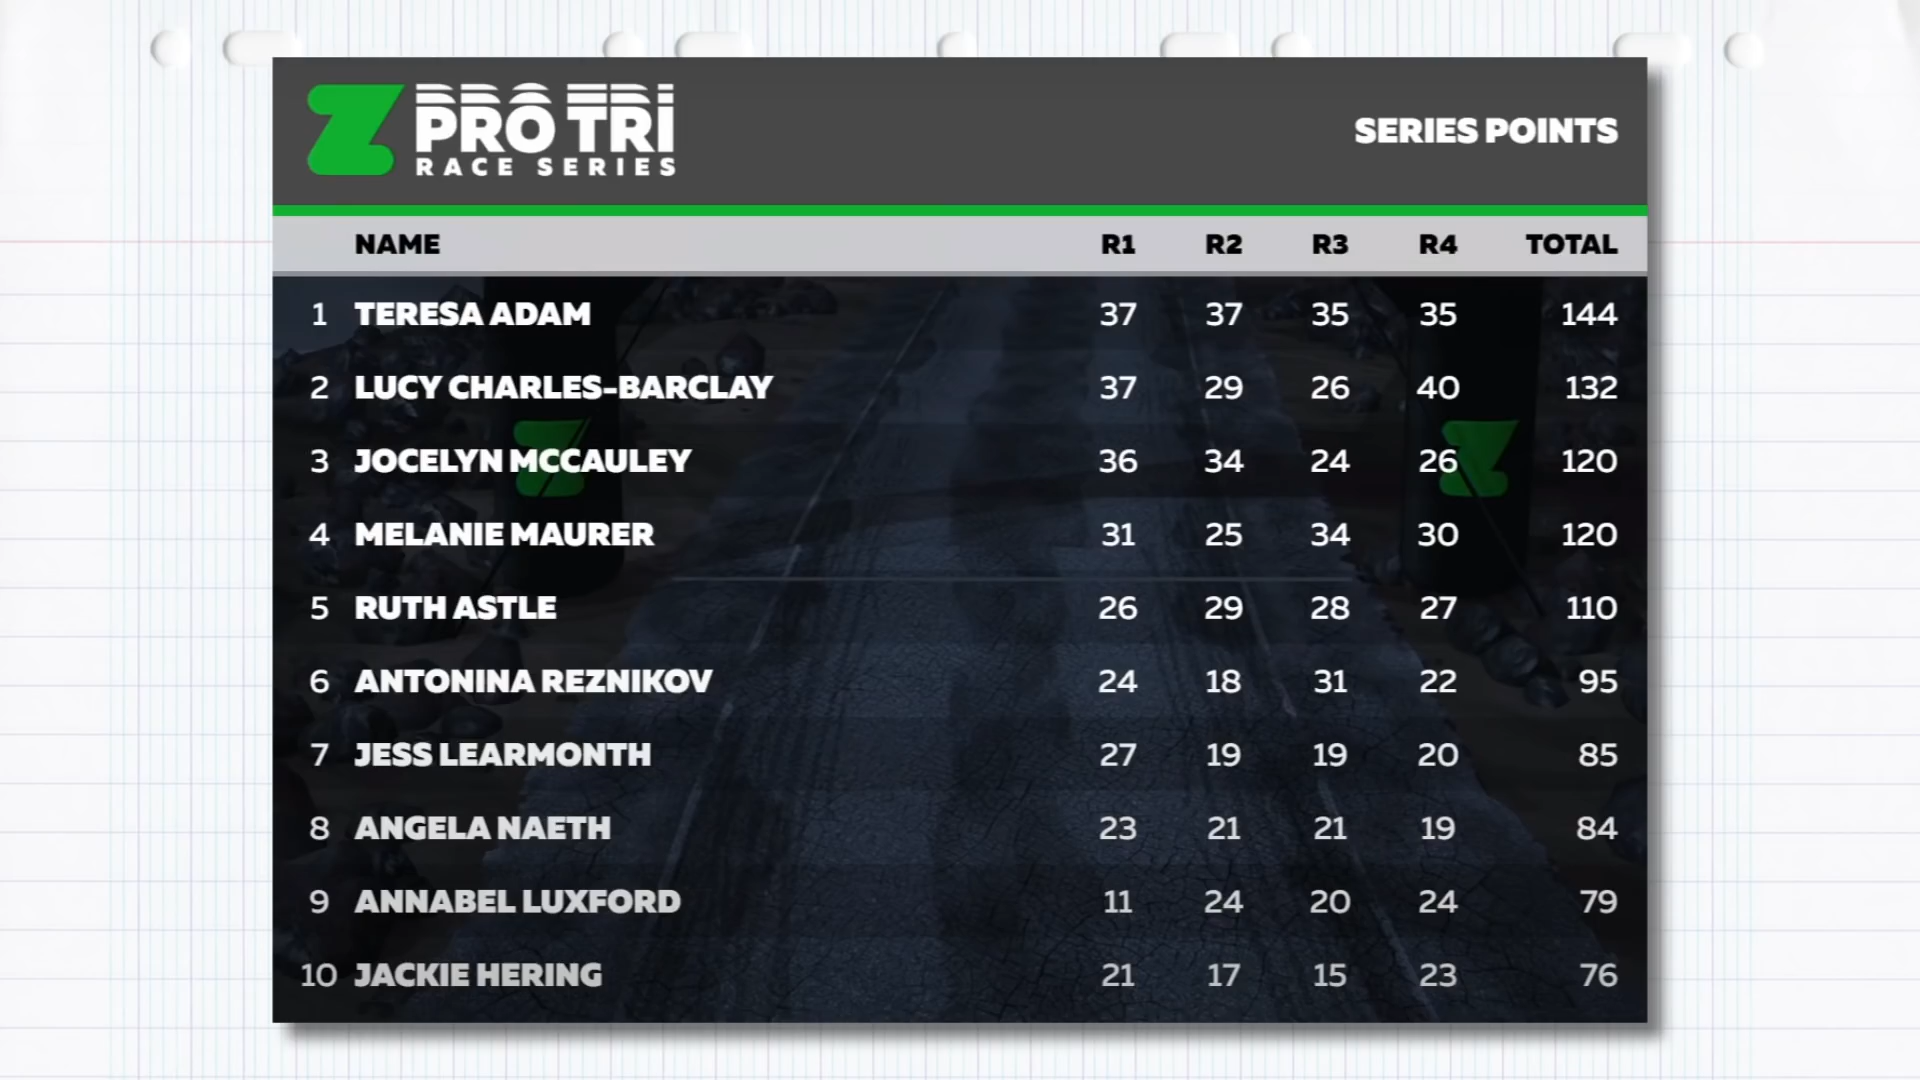 PRO TRI
RACE SERIES
SERIES POINTS
NAME R1 R2 R3 R4 TOTAL
1 TERESA ADAM 37 37 35 35 144
2 LUCY CHARLES-BARCLAY 37 29 26 40 132
3 JOCELYN MCCAULEY 36 34 24 26 120
4 MELANIE MAURER 31 25 34 30 120
5 RUTH ASTLE 26 29 28 27 110
6 ANTONINA REZNIKOV 24 18 31 22 95
7 JESS LEARMONTH 27 19 19 20 85
8 ANGELA NAETH 23 21 21 19 84
9 ANNABEL LUXFORD 11 24 20 24 79
10 JACKIE HERING 21 17 15 23 76